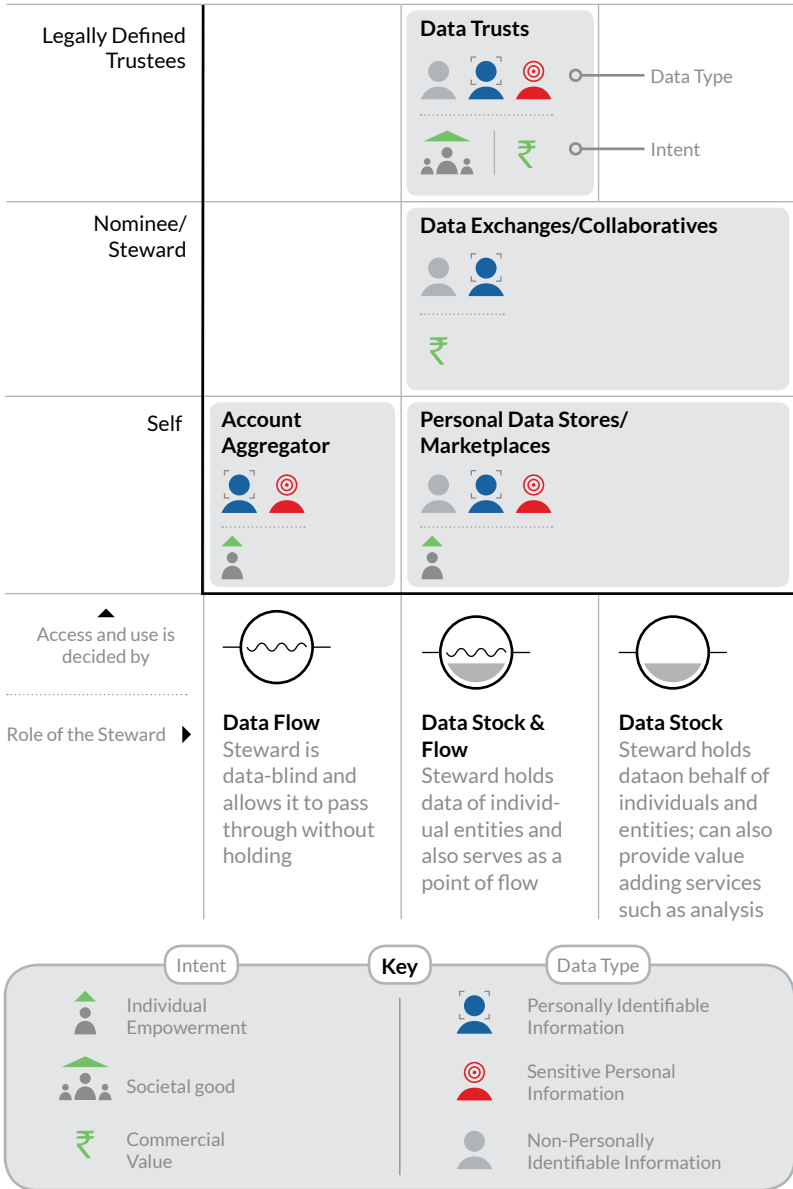 Legally Defined
Trustees
Data Trusts
Data Type
₹
Intent
Nominee/
Steward
Data Exchanges/Collaboratives
₹
Self
Account
Aggregator
Personal Data Stores/
Marketplaces
Access and use is
decided by
Role of the Steward
Data Flow
Steward is
data-blind and
allows it to pass
through without
holding
Data Stock &
Flow
Steward holds
data of individ-
ual entities and
also serves as a
point of flow
Data Stock
Steward holds
dataon behalf of
individuals and
entities; can also
provide value
adding services
such as analysis
Intent
Key
Data Type
Individual
Empowerment
Personally Identifiable
Information
Societal good
Sensitive Personal
Information
₹
Commercial
Value
Non-Personally
Identifiable Information